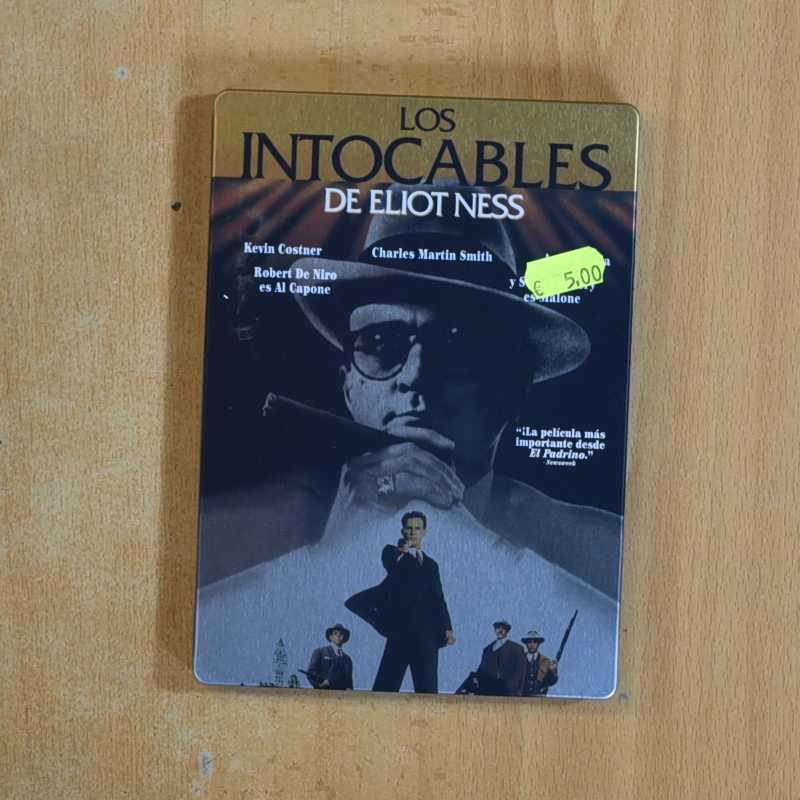 LOS
INTOCABLES
DE ELIOT NESS
Kevin Costner
Charles Martin Smith
Robert De Niro
es Al Capone
y
es Malone
€ 5,00
“¡La película más
importante desde
El Padrino.”
- Newsweek